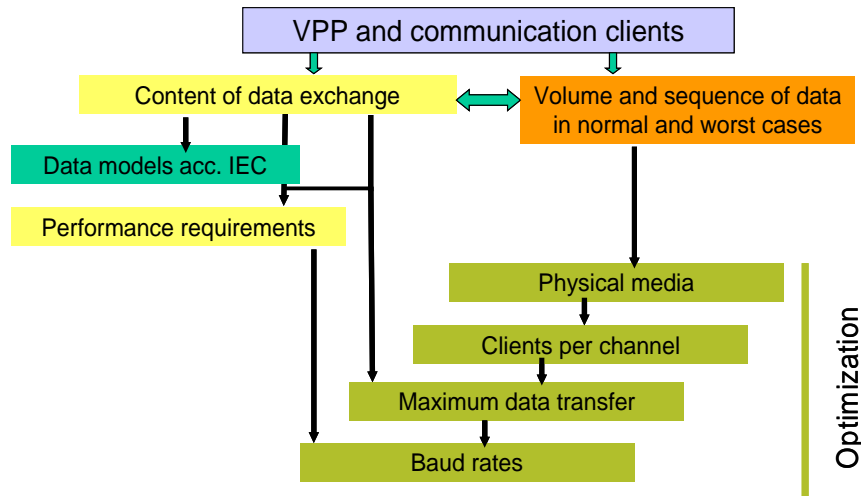 VPP and communication clients
Content of data exchange
Volume and sequence of data
in normal and worst cases
Data models acc. IEC
Performance requirements
Physical media
Clients per channel
Maximum data transfer
Baud rates
Optimization